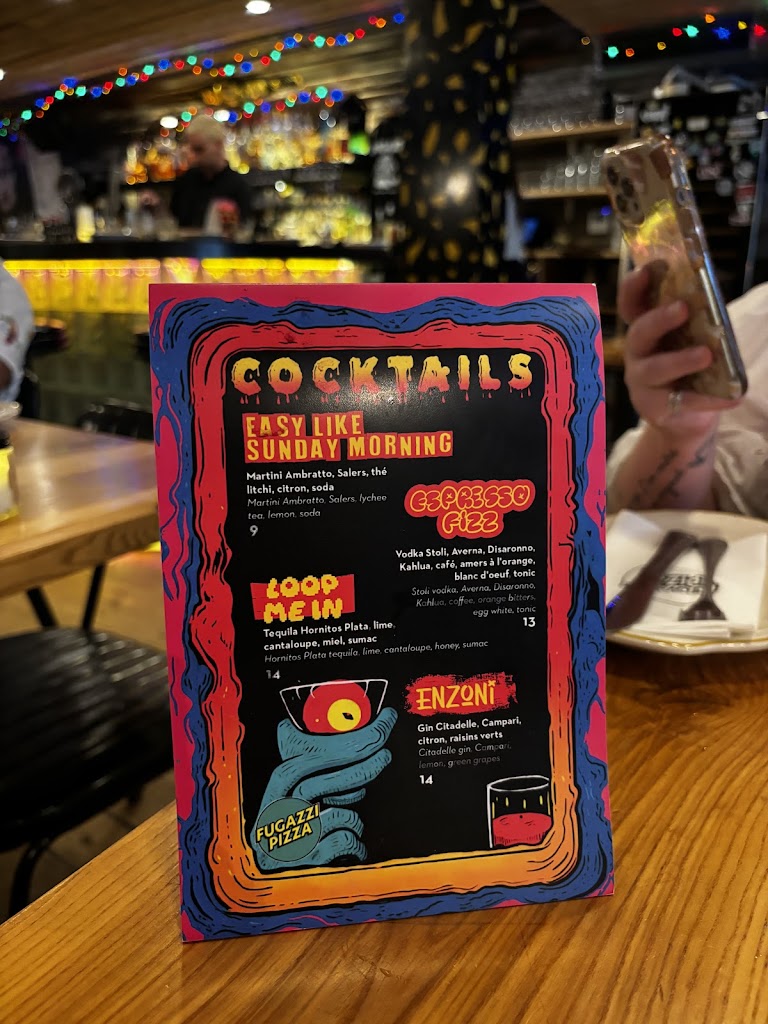 COCKTAILS
EASY LIKE
SUNDAY MORNING
Martini Ambratto, Salers, thé
litchi, citron, soda
Martini Ambratto, Salers, lychee
tea, lemon, soda
9
ESPRESSO
FIZZ
Vodka Stoli, Averna, Disaronno,
Kahlua, café, amers à l'orange,
blanc d'oeuf, tonic
Stoli vodka, Averna, Disaronno,
Kahlua, coffee, orange bitters,
egg white, tonic
13
LOOP
ME IN
Tequila Hornitos Plata, lime,
cantaloupe, miel, sumac
Hornitos Plata tequila, lime, cantaloupe, honey, sumac
14
ENZONI
Gin Citadelle, Campari,
citron, raisins verts
Citadelle gin, Campari,
lemon, green grapes
14
FUGAZZI
PIZZA